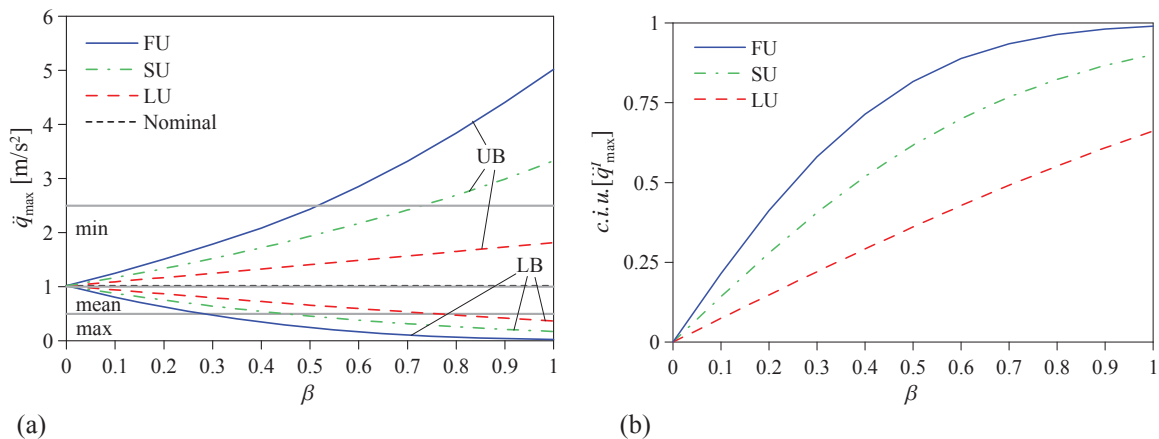 6
5
4
3
2
1
0
q̈max [m/s²]
FU
SU
LU
Nominal
UB
min
LB
mean
max
0 0.1 0.2 0.3 0.4 0.5 0.6 0.7 0.8 0.9 1
β
(a)
1
0.75
0.5
0.25
0
c.i.u.[q̈ᴵmax]
FU
SU
LU
0 0.1 0.2 0.3 0.4 0.5 0.6 0.7 0.8 0.9 1
β
(b)